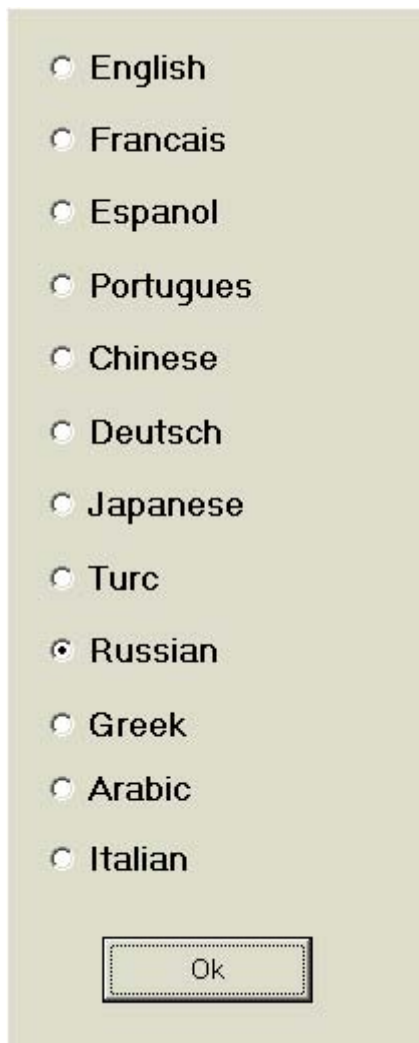 English
Francais
Espanol
Portugues
Chinese
Deutsch
Japanese
Turc
Russian
Greek
Arabic
Italian
Ok